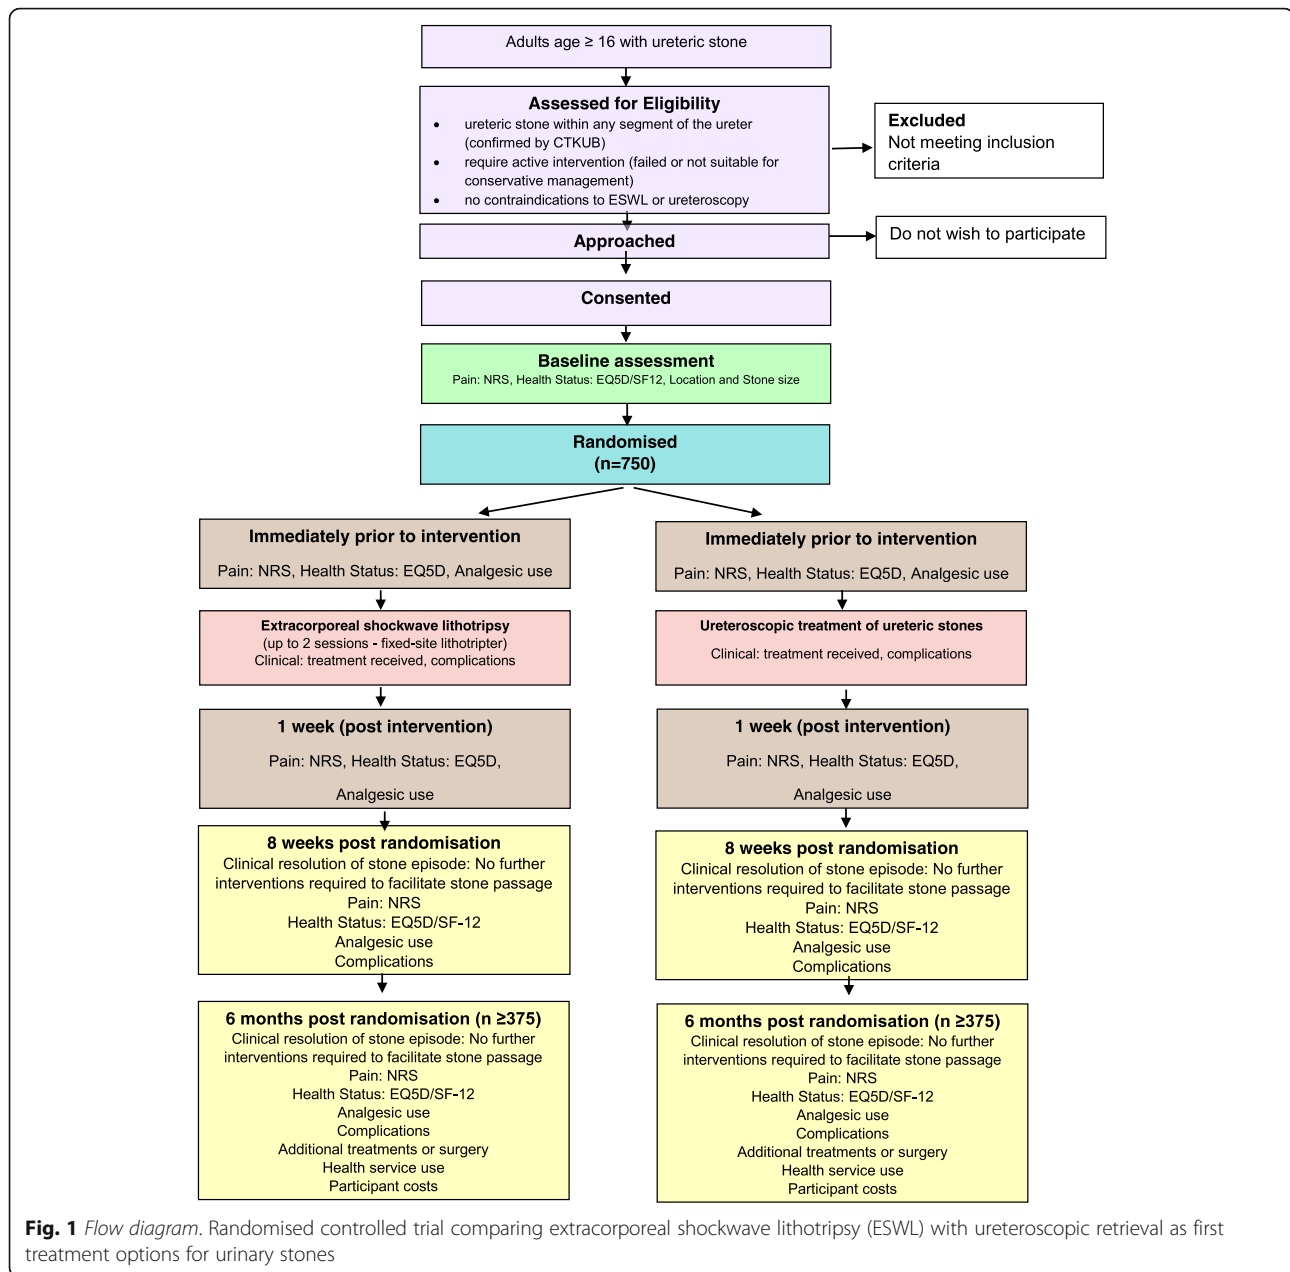 Adults age ≥ 16 with ureteric stone
Assessed for Eligibility
• ureteric stone within any segment of the ureter
(confirmed by CTKUB)
• require active intervention (failed or not suitable for
conservative management)
• no contraindications to ESWL or ureteroscopy
Excluded
Not meeting inclusion
criteria
Approached
Do not wish to participate
Consented
Baseline assessment
Pain: NRS, Health Status: EQ5D/SF12, Location and Stone size
Randomised
(n=750)
Immediately prior to intervention
Pain: NRS, Health Status: EQ5D, Analgesic use
Extracorporeal shockwave lithotripsy
(up to 2 sessions - fixed-site lithotripter)
Clinical: treatment received, complications
1 week (post intervention)
Pain: NRS, Health Status: EQ5D,
Analgesic use
8 weeks post randomisation
Clinical resolution of stone episode: No further
interventions required to facilitate stone passage
Pain: NRS
Health Status: EQ5D/SF-12
Analgesic use
Complications
6 months post randomisation (n ≥375)
Clinical resolution of stone episode: No further
interventions required to facilitate stone passage
Pain: NRS
Health Status: EQ5D/SF-12
Analgesic use
Complications
Additional treatments or surgery
Health service use
Participant costs
Immediately prior to intervention
Pain: NRS, Health Status: EQ5D, Analgesic use
Ureteroscopic treatment of ureteric stones
Clinical: treatment received, complications
1 week (post intervention)
Pain: NRS, Health Status: EQ5D,
Analgesic use
8 weeks post randomisation
Clinical resolution of stone episode: No further
interventions required to facilitate stone passage
Pain: NRS
Health Status: EQ5D/SF-12
Analgesic use
Complications
6 months post randomisation (n ≥375)
Clinical resolution of stone episode: No further
interventions required to facilitate stone passage
Pain: NRS
Health Status: EQ5D/SF-12
Analgesic use
Complications
Additional treatments or surgery
Health service use
Participant costs
Fig. 1 Flow diagram. Randomised controlled trial comparing extracorporeal shockwave lithotripsy (ESWL) with ureteroscopic retrieval as first
treatment options for urinary stones